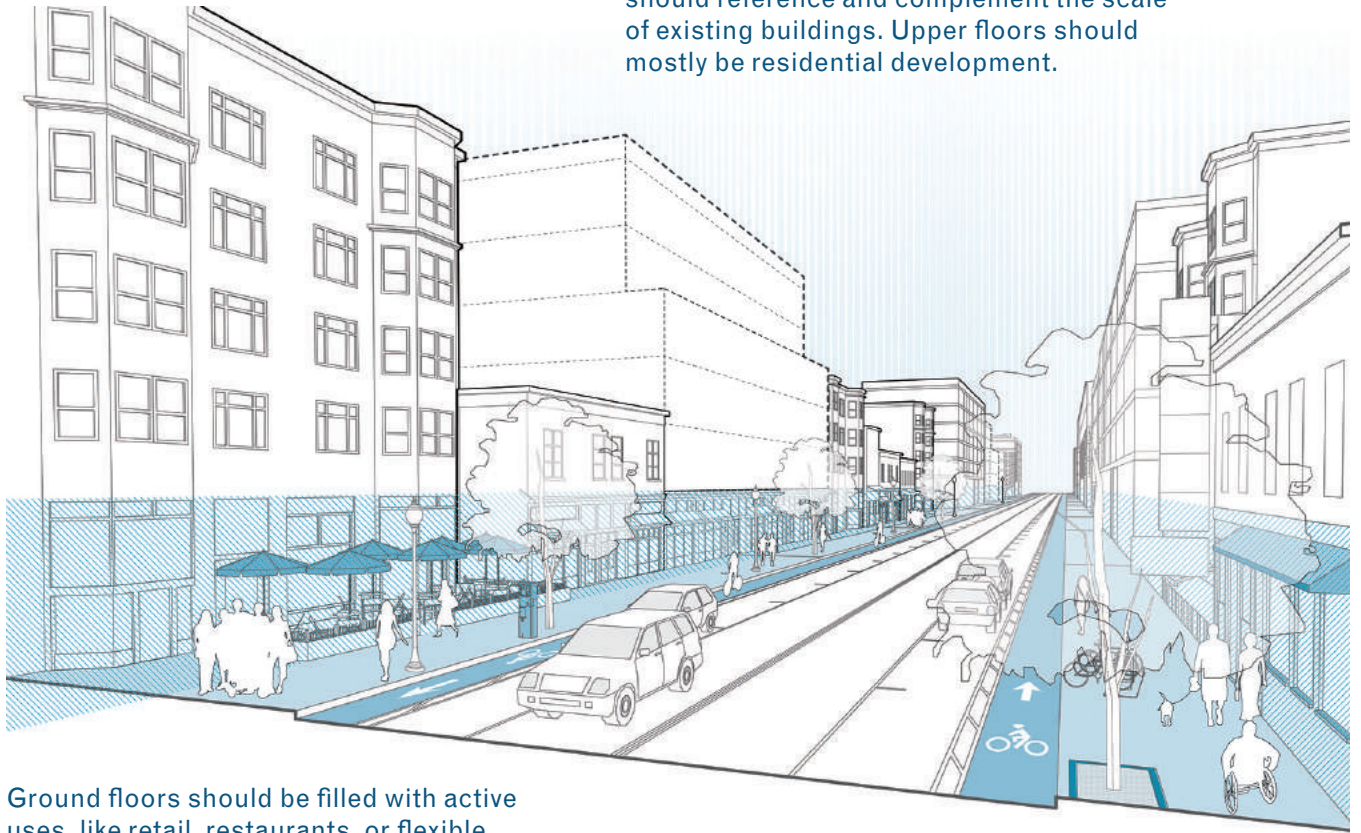 should reference and complement the scale
of existing buildings. Upper floors should
mostly be residential development.
Ground floors should be filled with active
uses, like retail, restaurants, or flexible